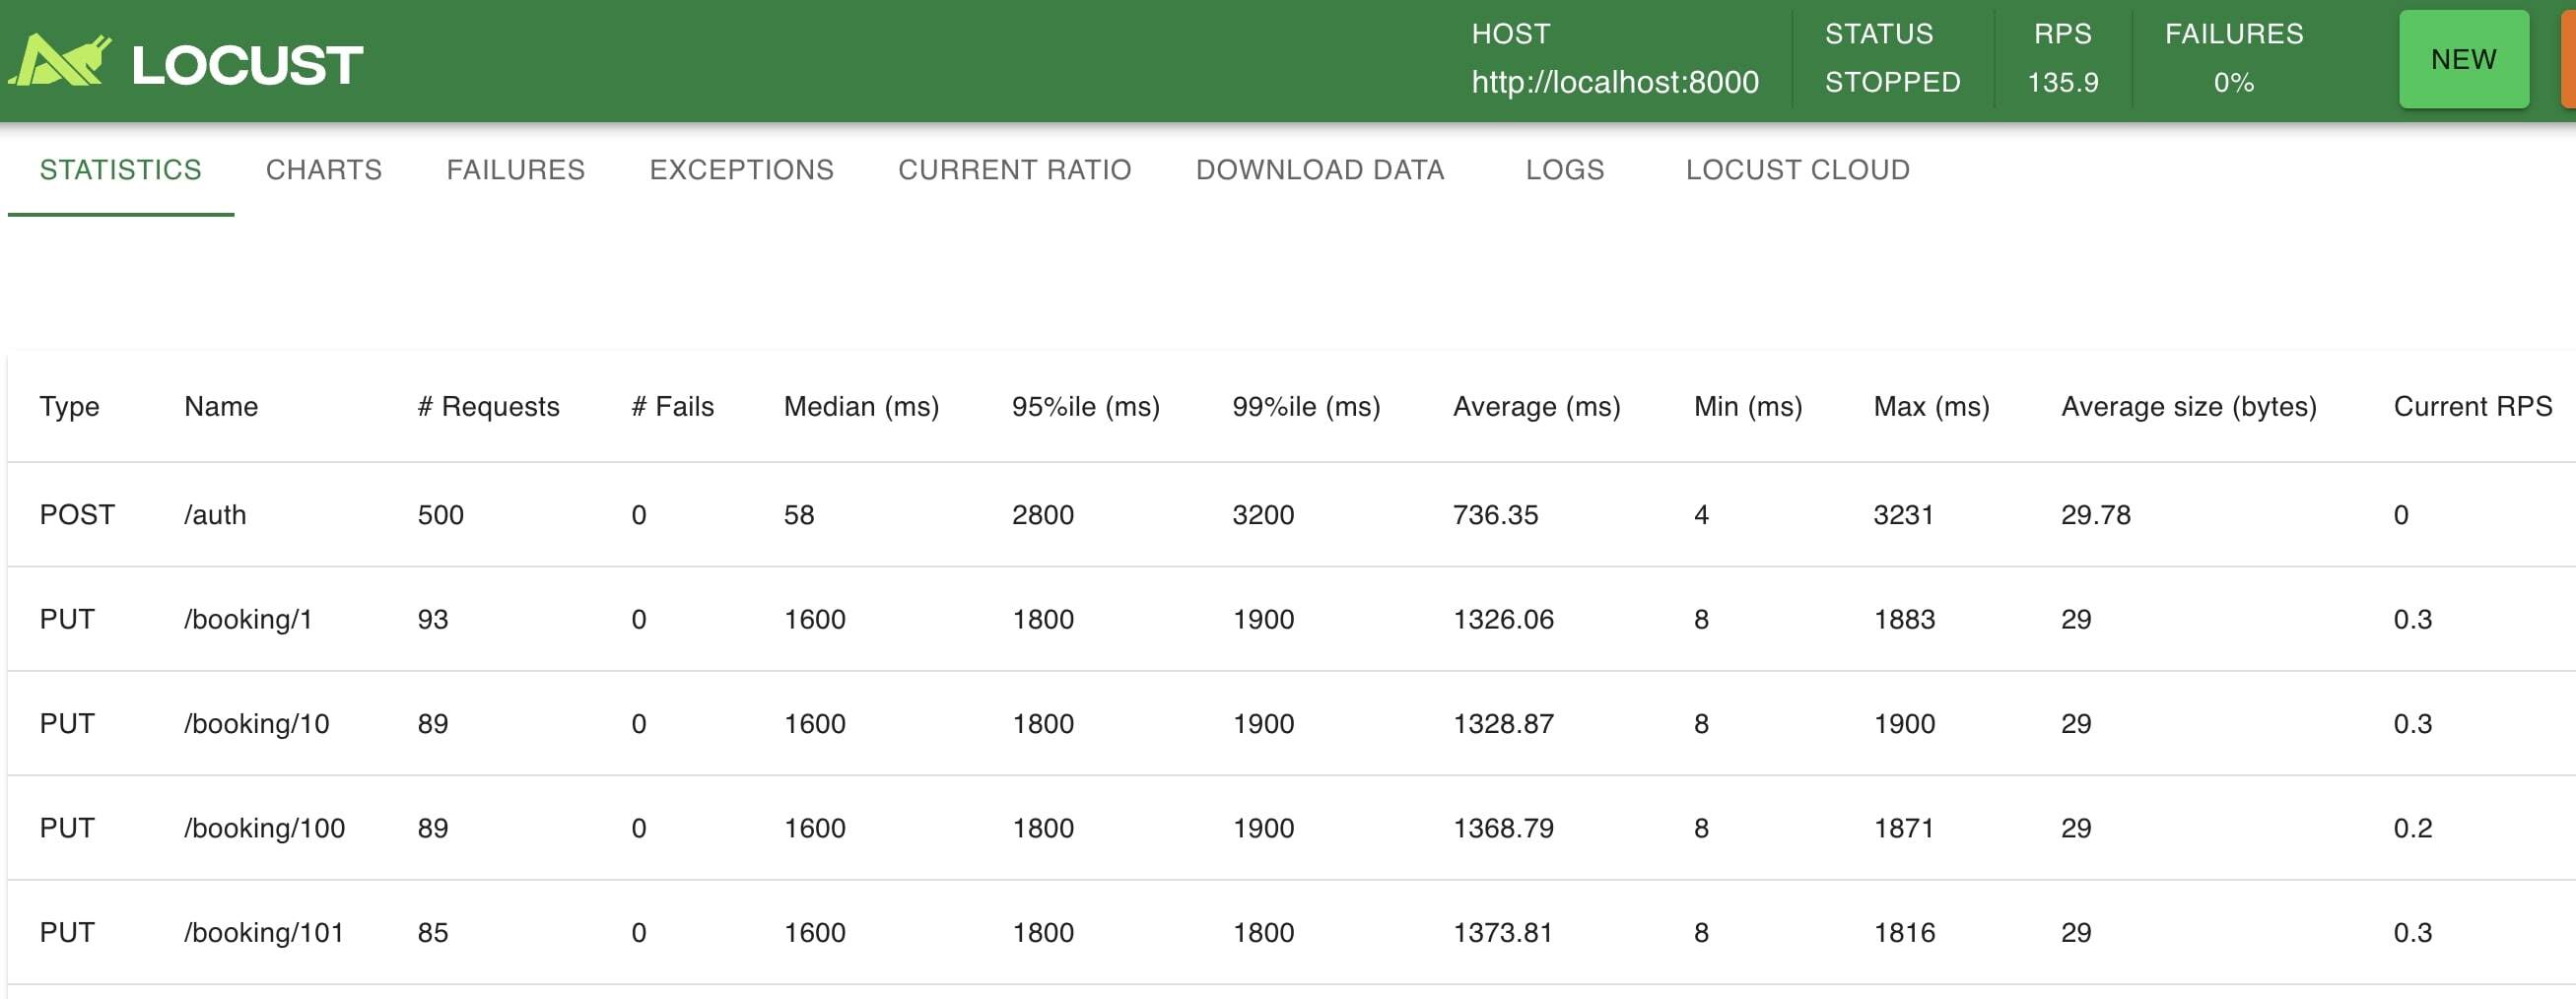 LOCUST
HOST STATUS RPS FAILURES
http://localhost:8000 STOPPED 135.9 0%
NEW
STATISTICS CHARTS FAILURES EXCEPTIONS CURRENT RATIO DOWNLOAD DATA LOGS LOCUST CLOUD
Type Name # Requests # Fails Median (ms) 95%ile (ms) 99%ile (ms) Average (ms) Min (ms) Max (ms) Average size (bytes) Current RPS
POST /auth 500 0 58 2800 3200 736.35 4 3231 29.78 0
PUT /booking/1 93 0 1600 1800 1900 1326.06 8 1883 29 0.3
PUT /booking/10 89 0 1600 1800 1900 1328.87 8 1900 29 0.3
PUT /booking/100 89 0 1600 1800 1900 1368.79 8 1871 29 0.2
PUT /booking/101 85 0 1600 1800 1800 1373.81 8 1816 29 0.3